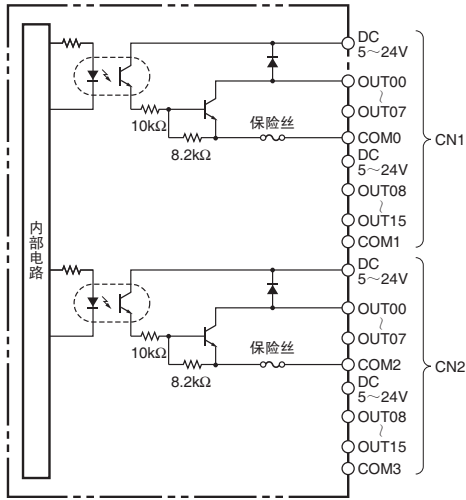 DC
5～24V
OUT00
～
OUT07
10kΩ
保险丝
COM0
CN1
8.2kΩ
DC
5～24V
OUT08
～
OUT15
COM1
内部电路
DC
5～24V
OUT00
～
OUT07
10kΩ
保险丝
COM2
CN2
8.2kΩ
DC
5～24V
OUT08
～
OUT15
COM3